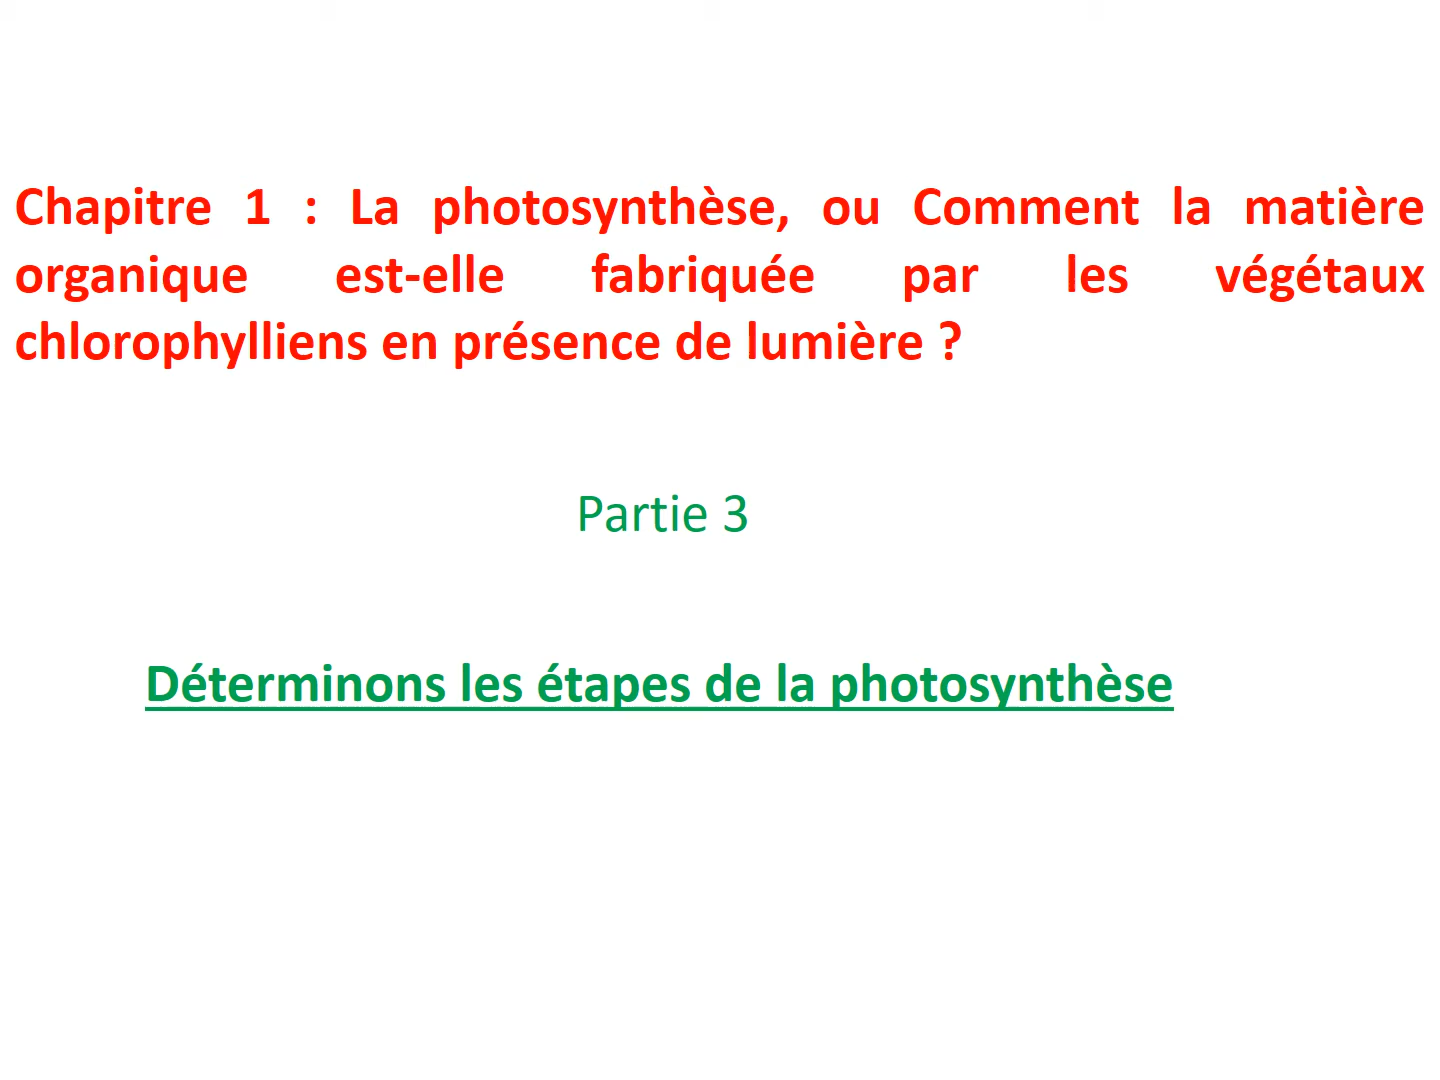 Chapitre 1 : La photosynthèse, ou Comment la matière
organique est-elle fabriquée par les végétaux
chlorophylliens en présence de lumière ?
Partie 3
Déterminons les étapes de la photosynthèse